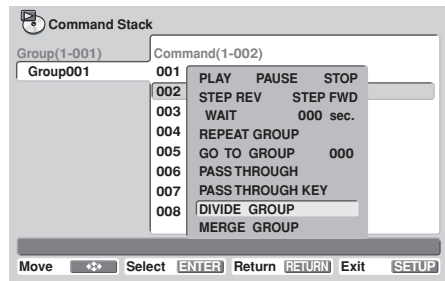 Command Stack
Group(1-001) Command(1-002)
Group001
001
002
003
004
005
006
007
008
PLAY PAUSE STOP
STEP REV STEP FWD
WAIT 000 sec.
REPEAT GROUP
GO TO GROUP 000
PASS THROUGH
PASS THROUGH KEY
DIVIDE GROUP
MERGE GROUP
Move Select ENTER Return RETURN Exit SETUP